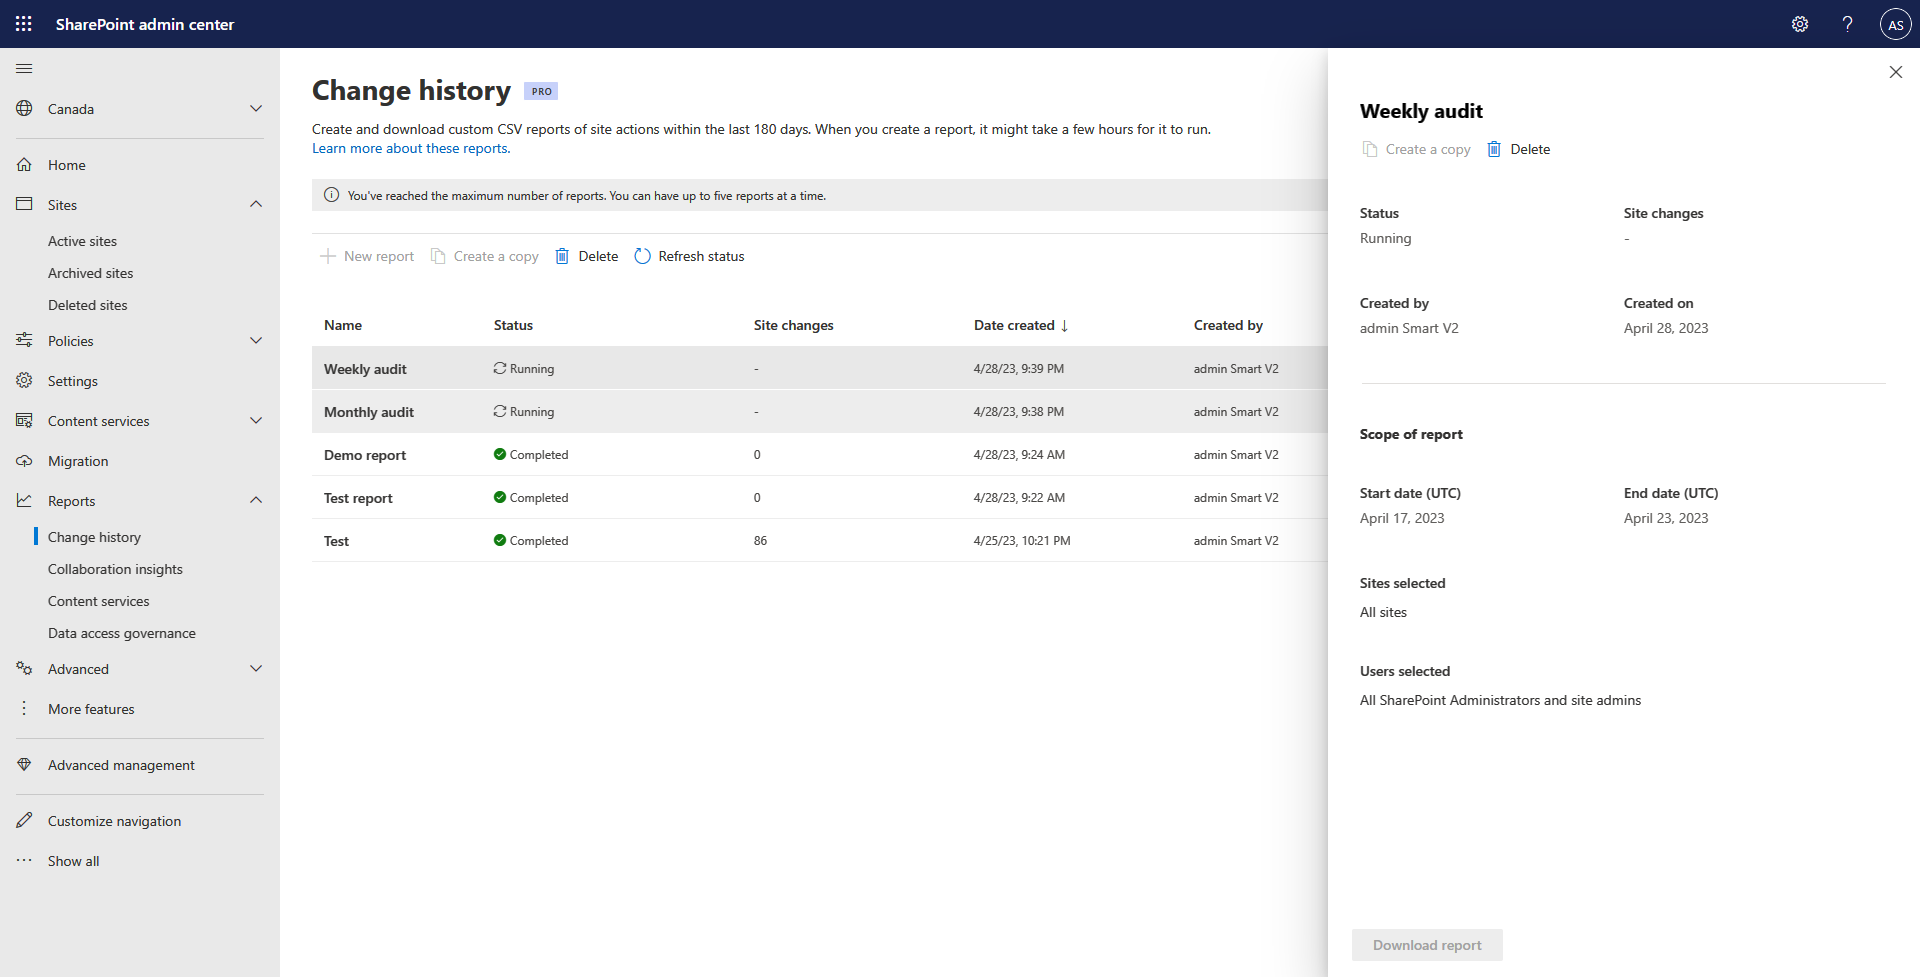 SharePoint admin center
?
AS
Canada
Home
Sites
Active sites
Archived sites
Deleted sites
Policies
Settings
Content services
Migration
Reports
Change history
Collaboration insights
Content services
Data access governance
Advanced
More features
Advanced management
Customize navigation
Show all
Change history PRO
Create and download custom CSV reports of site actions within the last 180 days. When you create a report, it might take a few hours for it to run.
Learn more about these reports.
You've reached the maximum number of reports. You can have up to five reports at a time.
New report Create a copy Delete Refresh status
Name Status Site changes Date created ↓ Created by
Weekly audit Running - 4/28/23, 9:39 PM admin Smart V2
Monthly audit Running - 4/28/23, 9:38 PM admin Smart V2
Demo report Completed 0 4/28/23, 9:24 AM admin Smart V2
Test report Completed 0 4/28/23, 9:22 AM admin Smart V2
Test Completed 86 4/25/23, 10:21 PM admin Smart V2
Weekly audit
Create a copy Delete
Status Site changes
Running -
Created by Created on
admin Smart V2 April 28, 2023
Scope of report
Start date (UTC) End date (UTC)
April 17, 2023 April 23, 2023
Sites selected
All sites
Users selected
All SharePoint Administrators and site admins
Download report